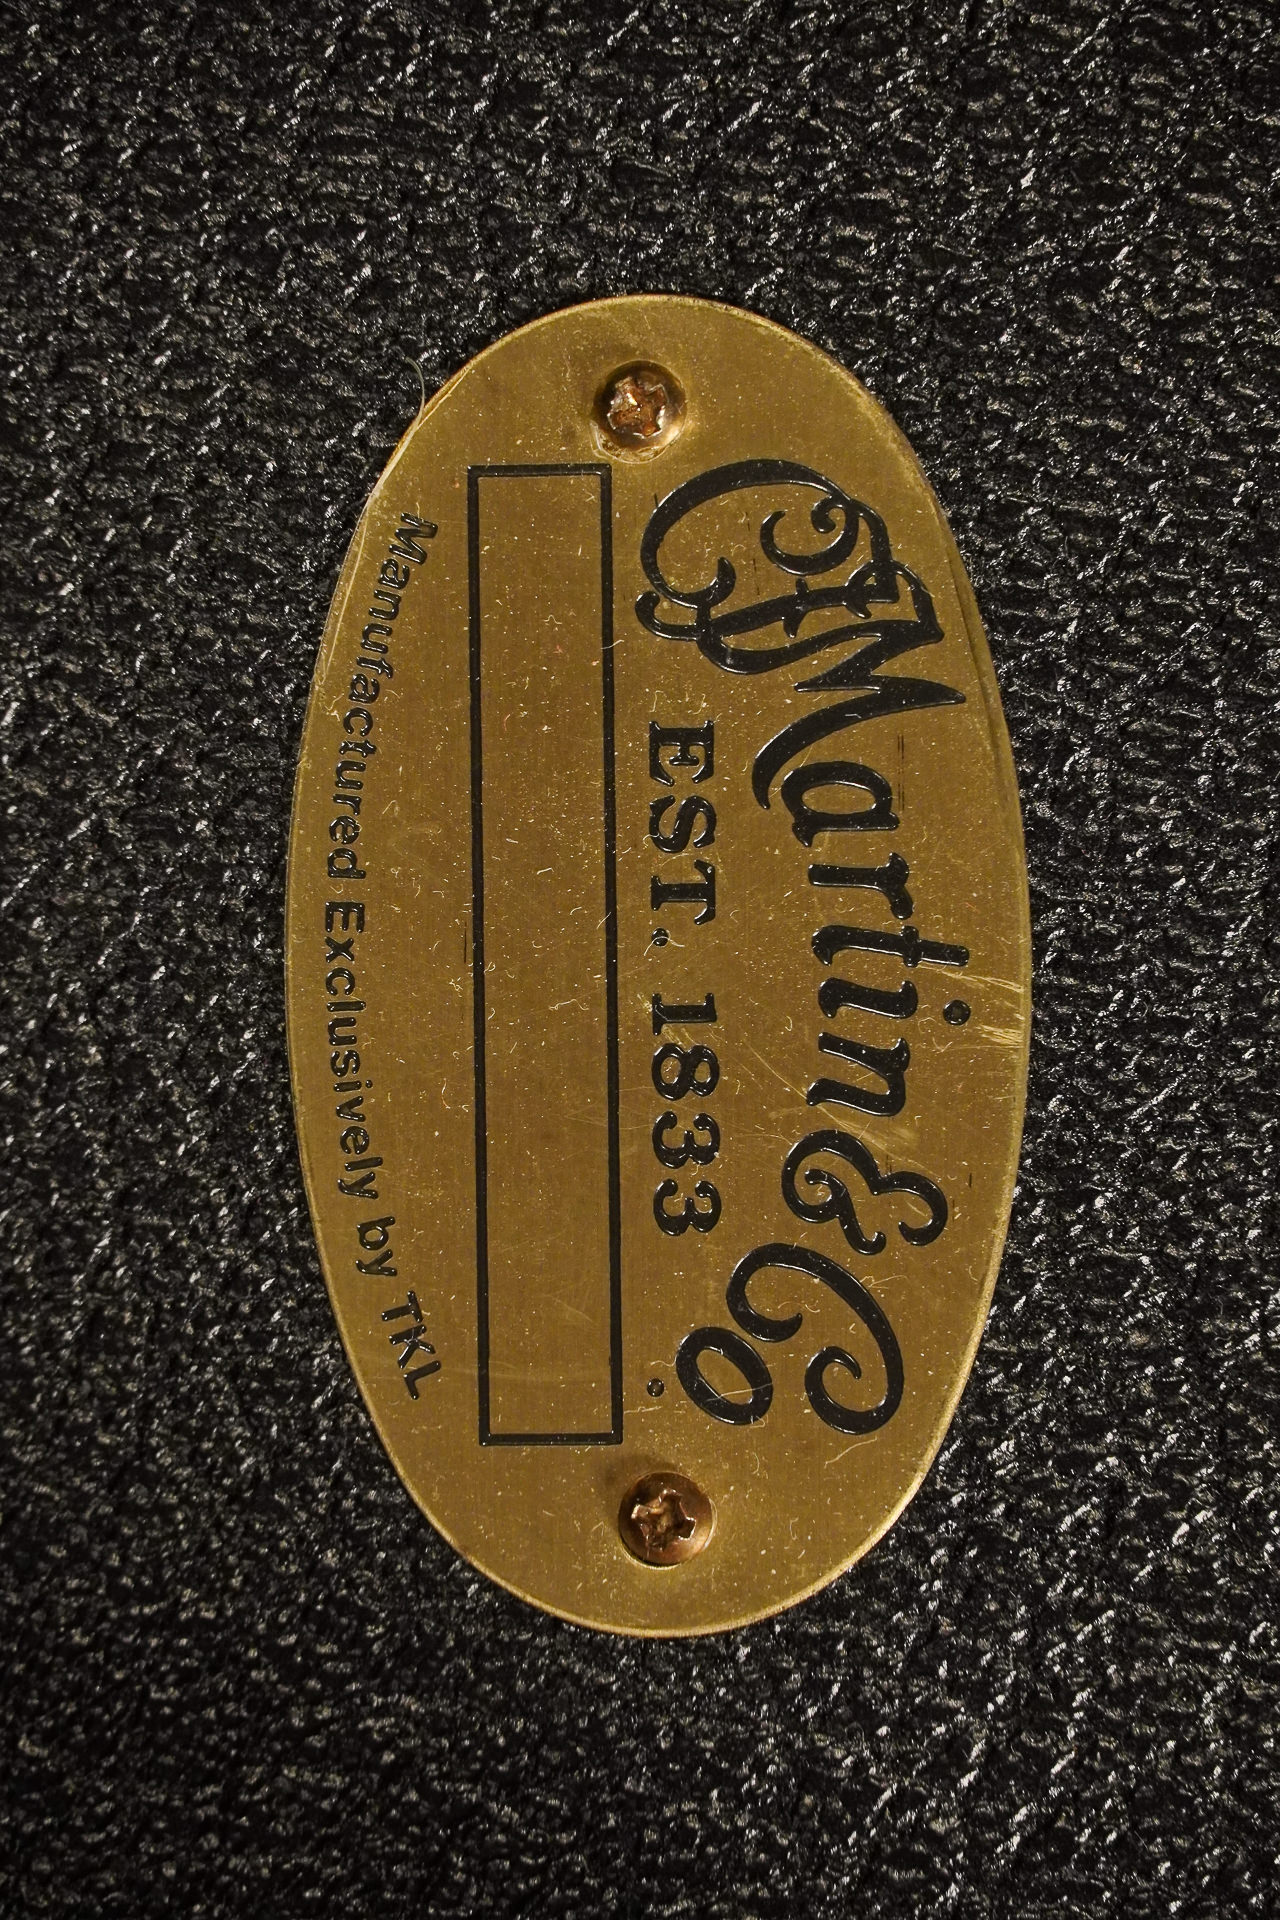 CFMartin & Co.
EST. 1833
Manufactured Exclusively by TKL